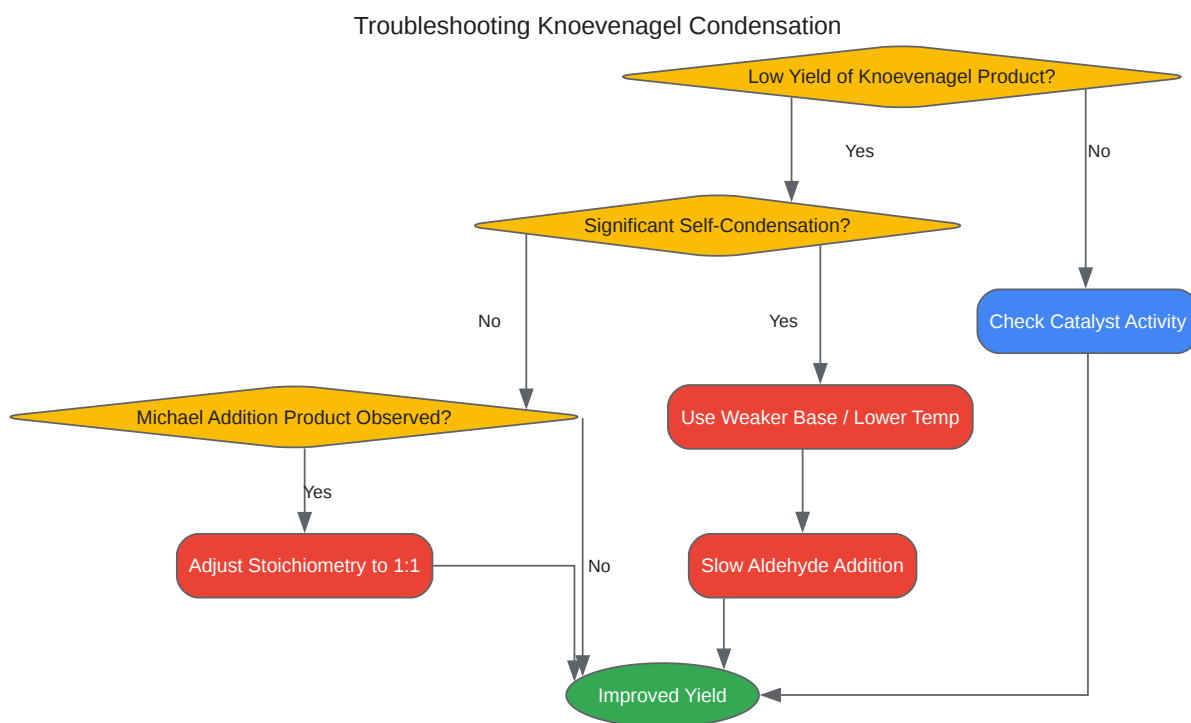 Troubleshooting Knoevenagel Condensation
Low Yield of Knoevenagel Product?
Yes
No
Significant Self-Condensation?
No
Yes
Check Catalyst Activity
Michael Addition Product Observed?
Use Weaker Base / Lower Temp
Yes
Adjust Stoichiometry to 1:1
No
Slow Aldehyde Addition
Improved Yield